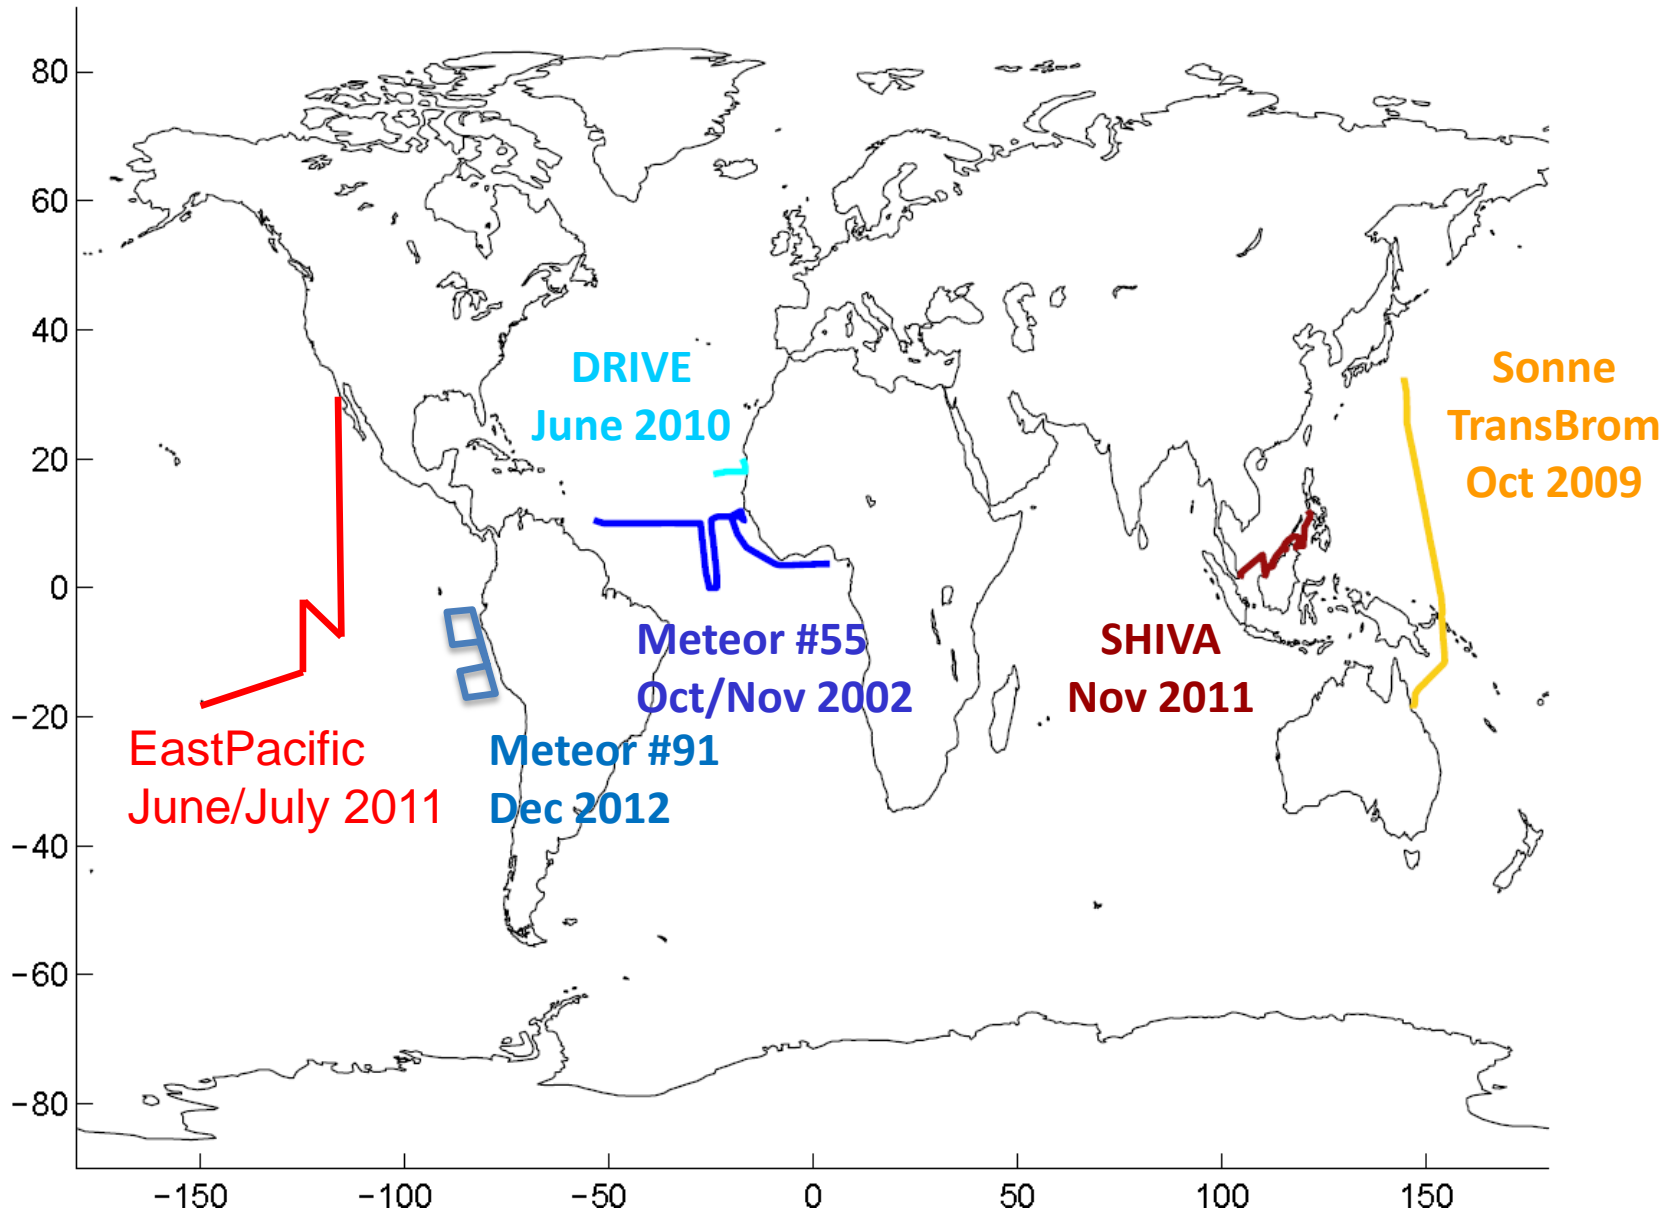 80
60
40
20
0
−20
−40
−60
−80
DRIVE
June 2010
Sonne
TransBrom
Oct 2009
Meteor #55
Oct/Nov 2002
SHIVA
Nov 2011
EastPacific
June/July 2011
Meteor #91
Dec 2012
−150 −100 −50 0 50 100 150